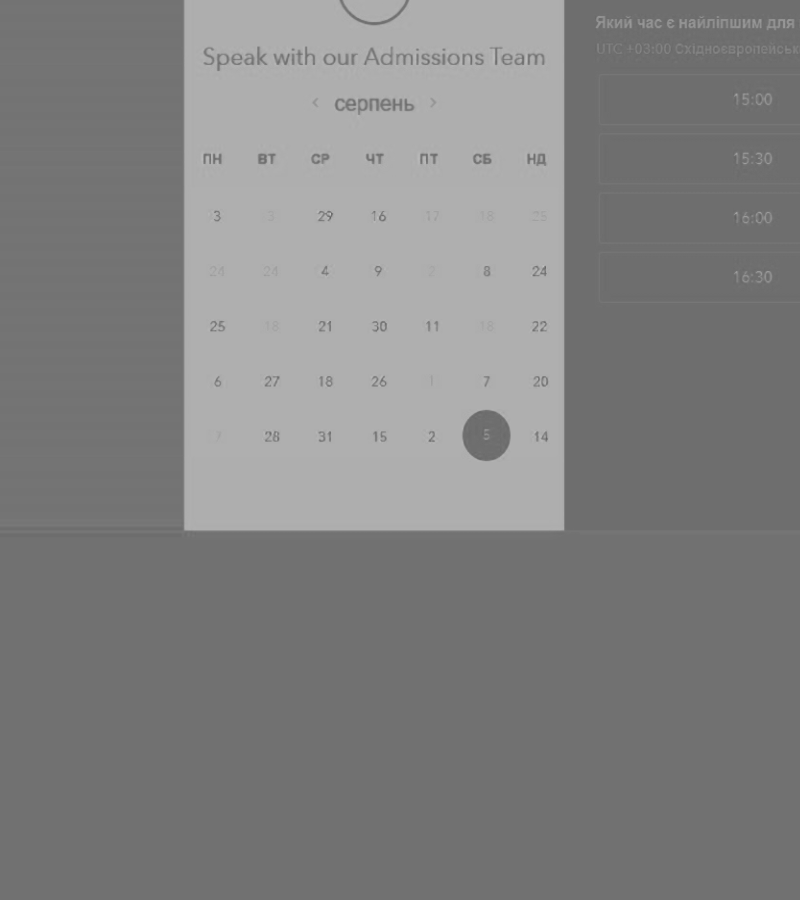 Speak with our Admissions Team
‹ серпень ›
ПН ВТ СР ЧТ ПТ СБ НД
3 3 29 16 17 18 25
24 24 4 9 2 8 24
25 18 21 30 11 18 22
6 27 18 26 1 7 20
7 28 31 15 2 5 14
Який час є найліпшим для
UTC +03:00 Східноєвропейськ
15:00
15:30
16:00
16:30